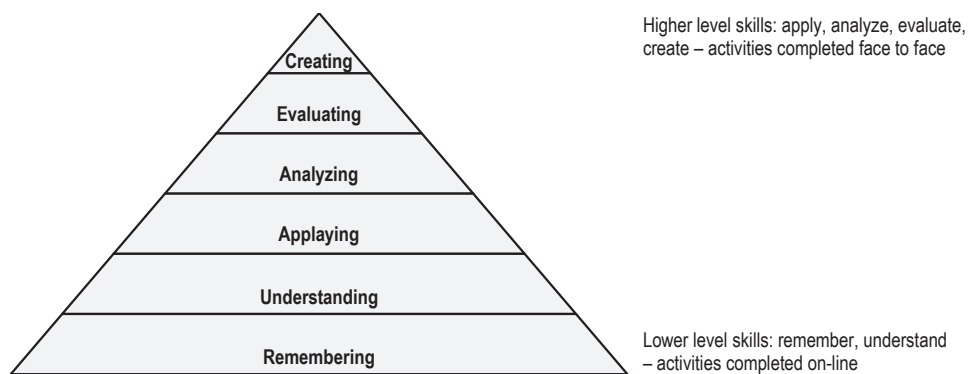 Higher level skills: apply, analyze, evaluate,
create – activities completed face to face
Creating
Evaluating
Analyzing
Applaying
Understanding
Remembering
Lower level skills: remember, understand
– activities completed on-line